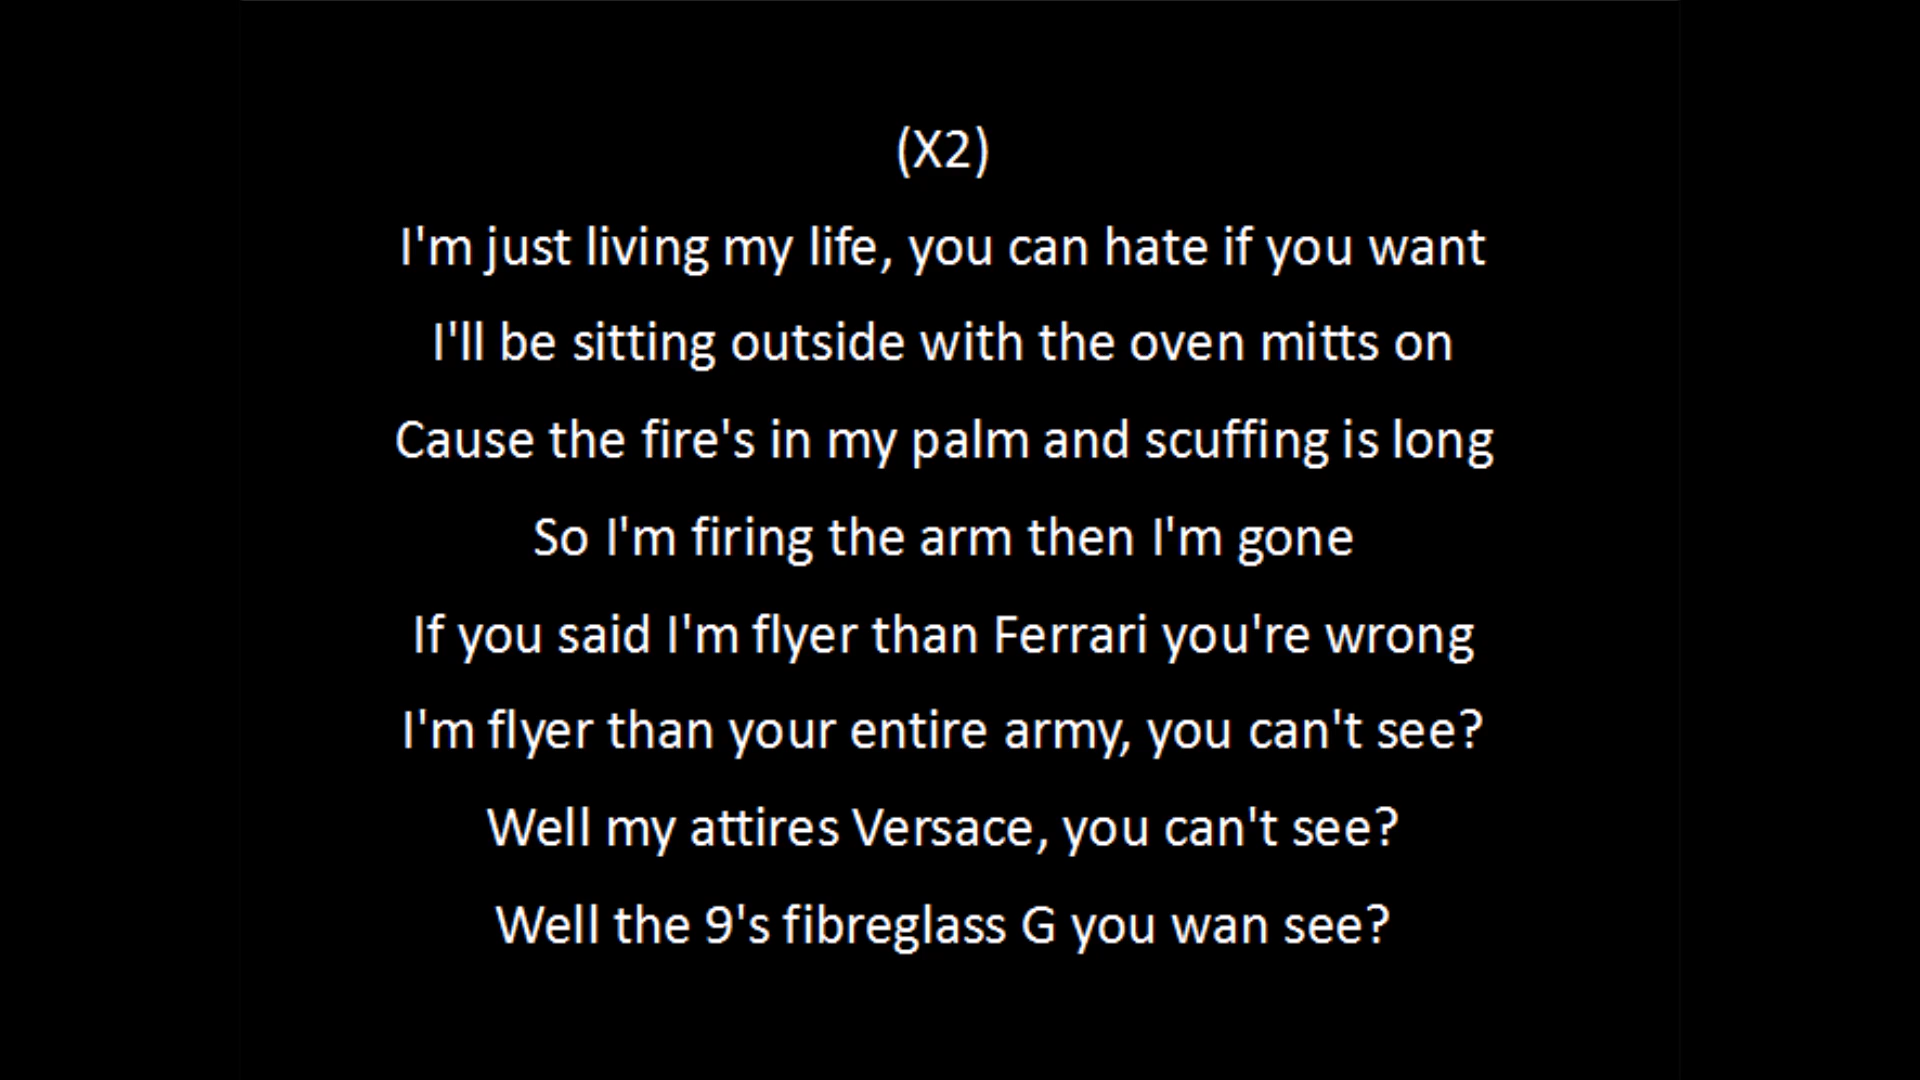 (X2)
I'm just living my life, you can hate if you want
I'll be sitting outside with the oven mitts on
Cause the fire's in my palm and scuffing is long
So I'm firing the arm then I'm gone
If you said I'm flyer than Ferrari you're wrong
I'm flyer than your entire army, you can't see?
Well my attires Versace, you can't see?
Well the 9's fibreglass G you wan see?